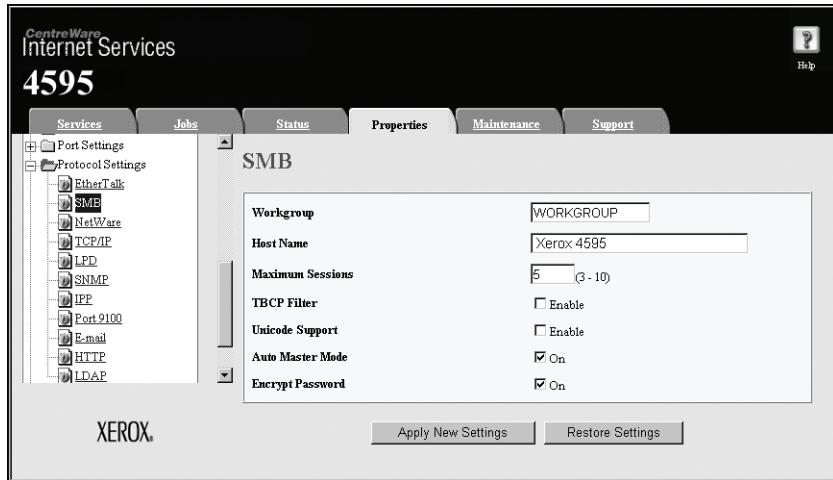 CentreWare
Internet Services
4595
Help
Services Jobs Status Properties Maintenance Support
Port Settings
Protocol Settings
EtherTalk
SMB
NetWare
TCP/IP
LPD
SNMP
IPP
Port 9100
E-mail
HTTP
LDAP
XEROX®
SMB
Workgroup WORKGROUP
Host Name Xerox 4595
Maximum Sessions 5 (3 - 10)
TBCP Filter Enable
Unicode Support Enable
Auto Master Mode On
Encrypt Password On
Apply New Settings Restore Settings